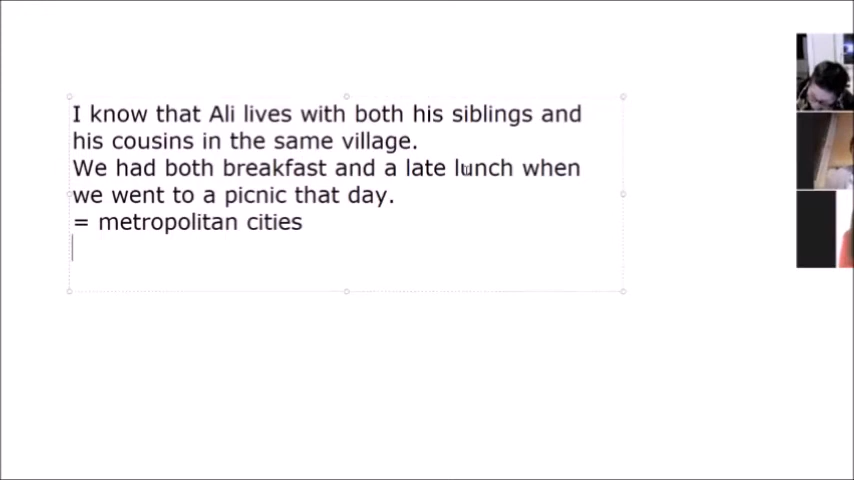 I know that Ali lives with both his siblings and
his cousins in the same village.
We had both breakfast and a late lunch when
we went to a picnic that day.
= metropolitan cities